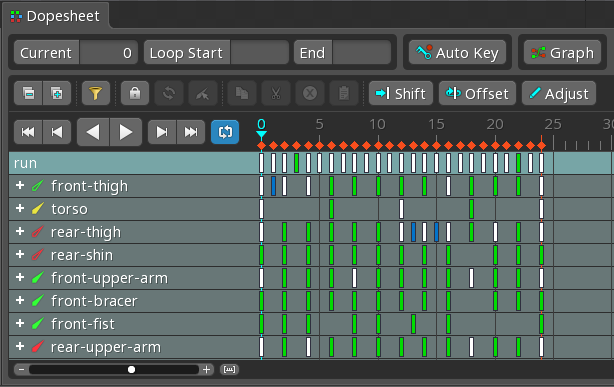 Dopesheet
Current 0 Loop Start End Auto Key Graph
Shift Offset Adjust
0 5 10 15 20 25 30
run
front-thigh
torso
rear-thigh
rear-shin
front-upper-arm
front-bracer
front-fist
rear-upper-arm